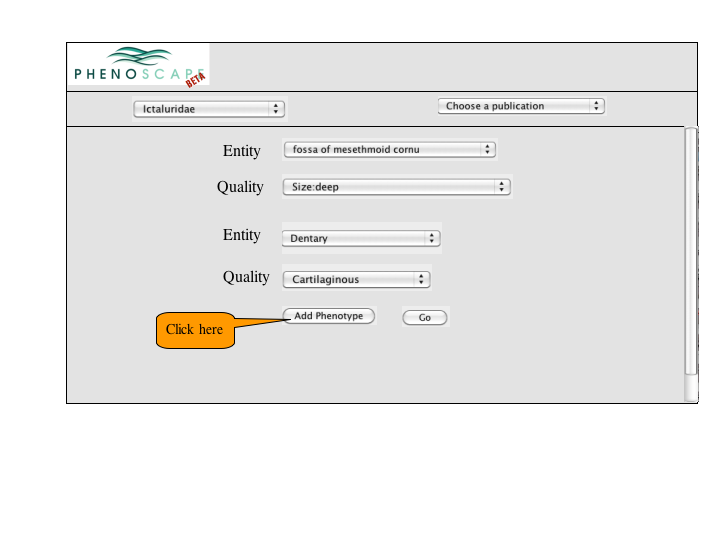 PHENOSCAPE
BETA
Ictaluridae
Choose a publication
Entity
fossa of mesethmoid cornu
Quality
Size:deep
Entity
Dentary
Quality
Cartilaginous
Add Phenotype
Go
Click here